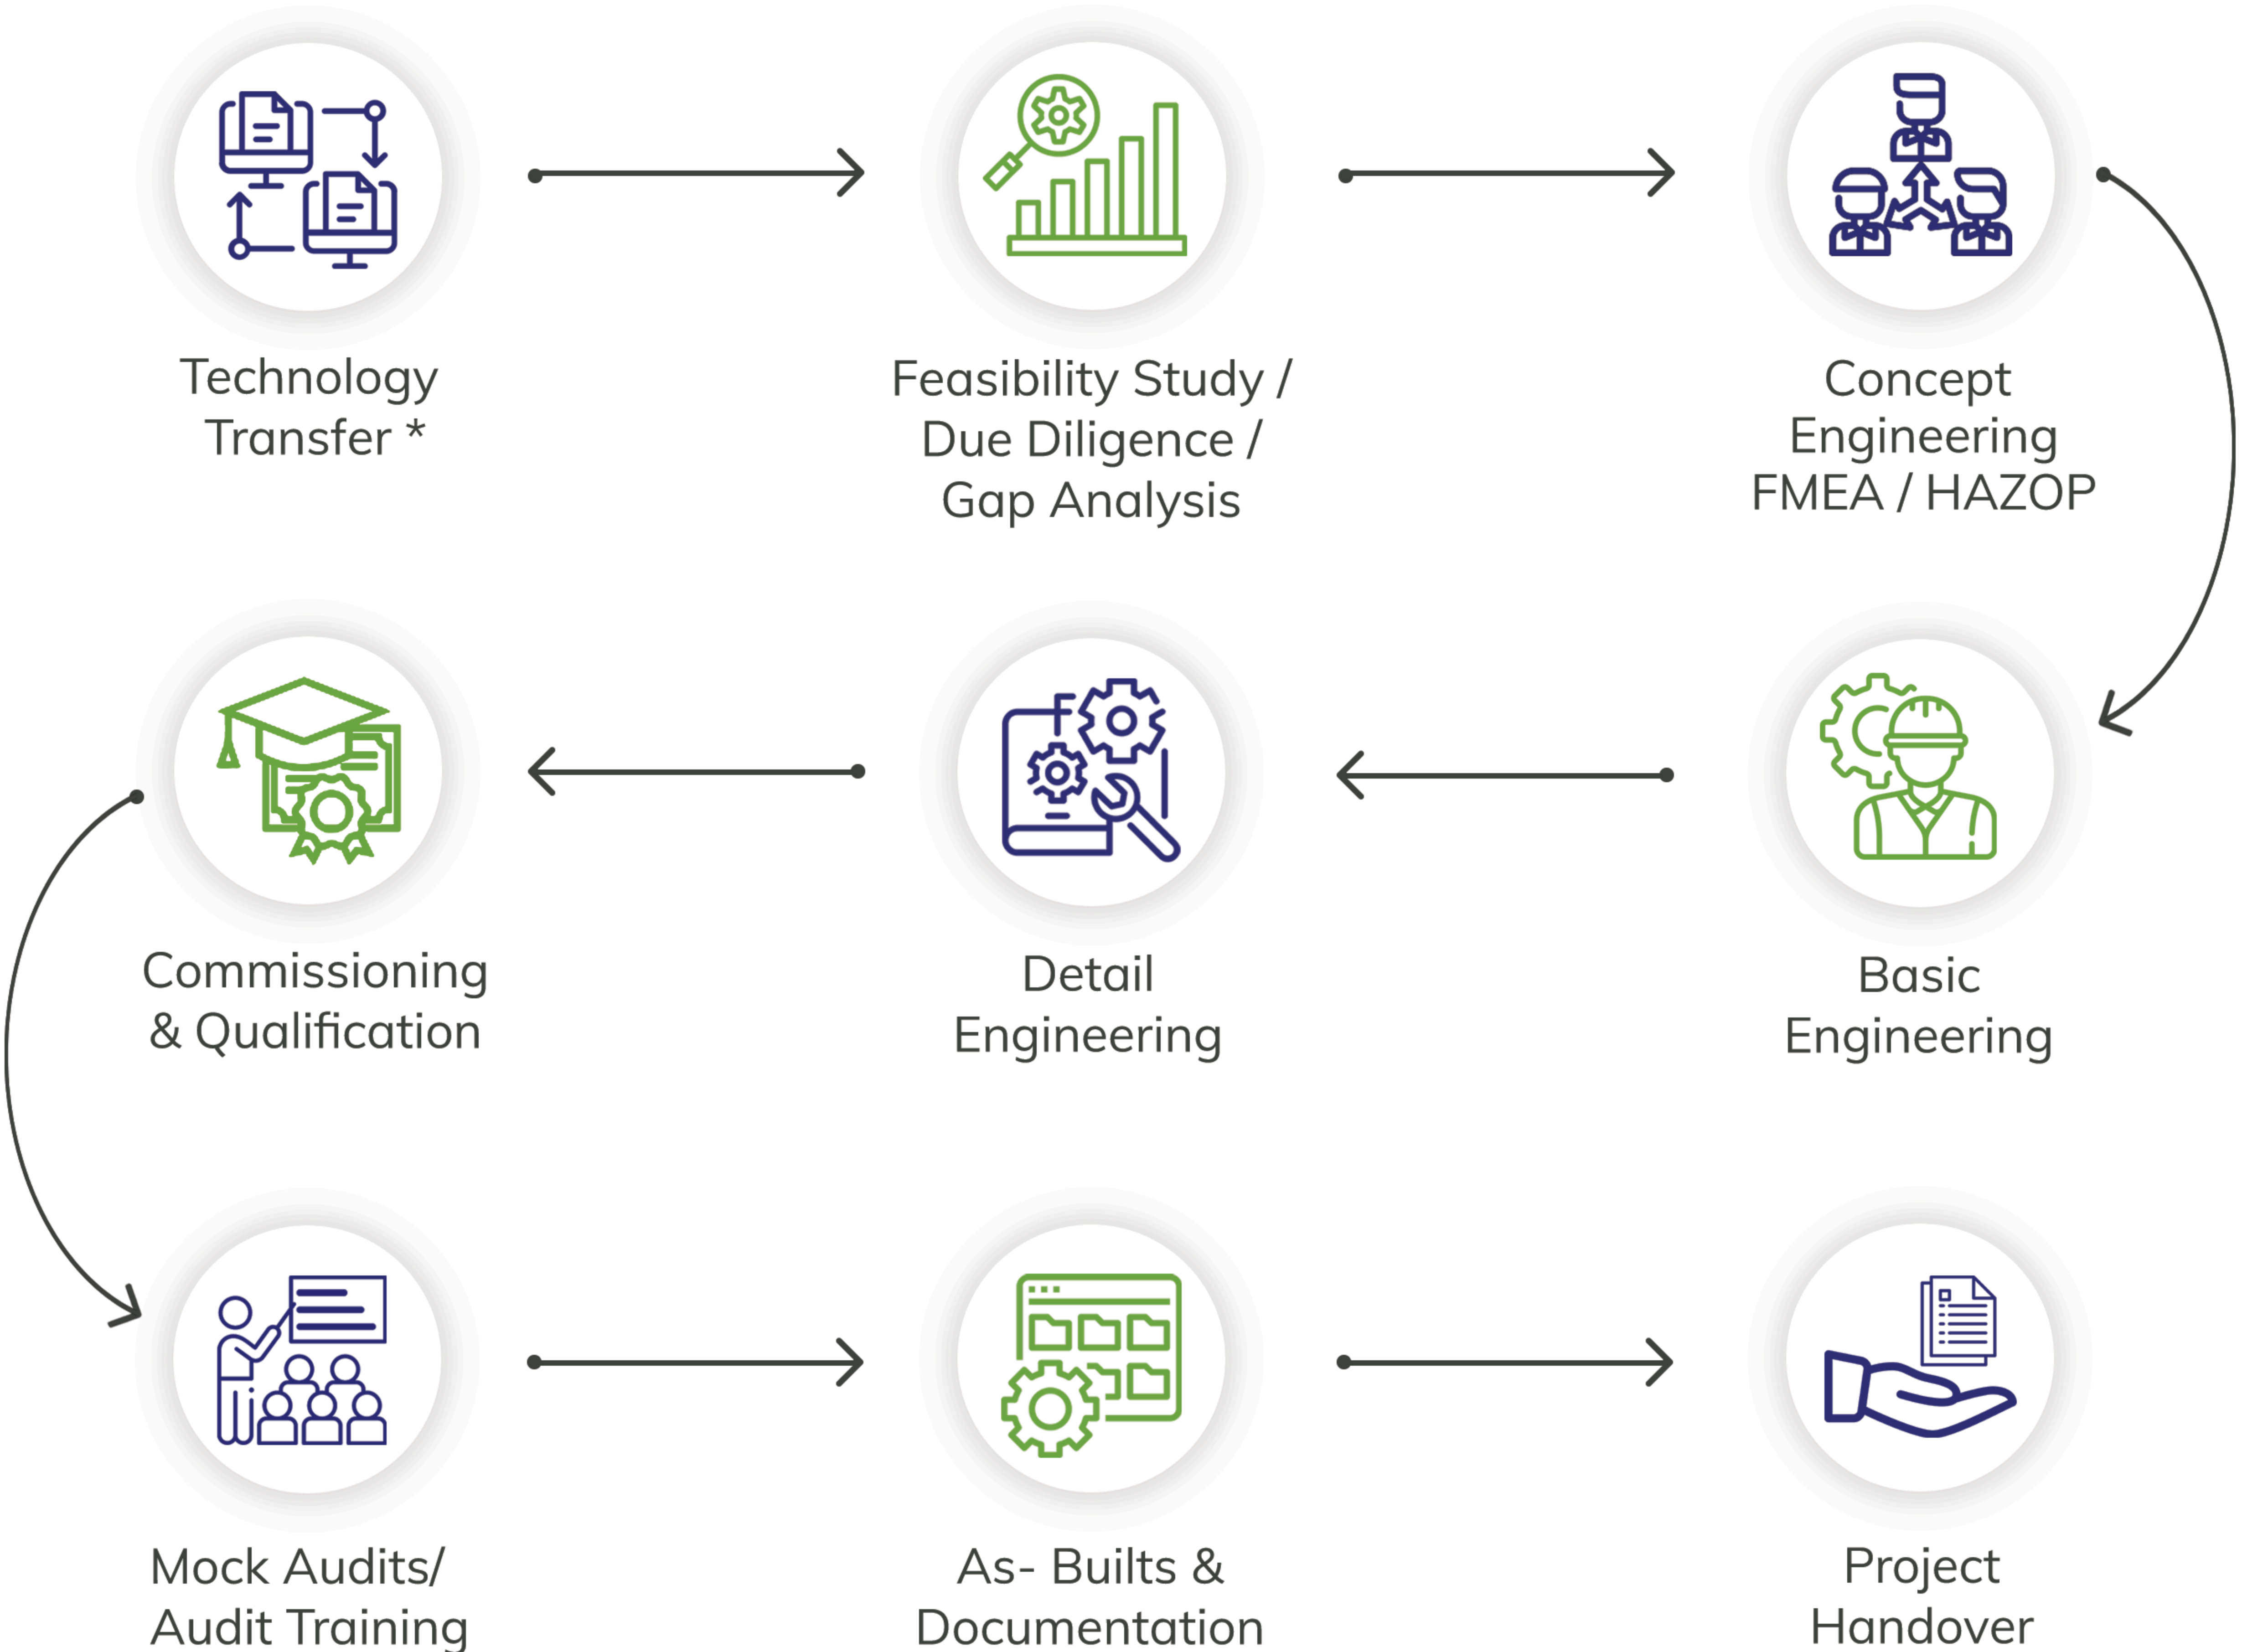 Technology
Transfer *
Feasibility Study /
Due Diligence /
Gap Analysis
Concept
Engineering
FMEA / HAZOP
Commissioning
& Qualification
Detail
Engineering
Basic
Engineering
Mock Audits/
Audit Training
As- Builts &
Documentation
Project
Handover